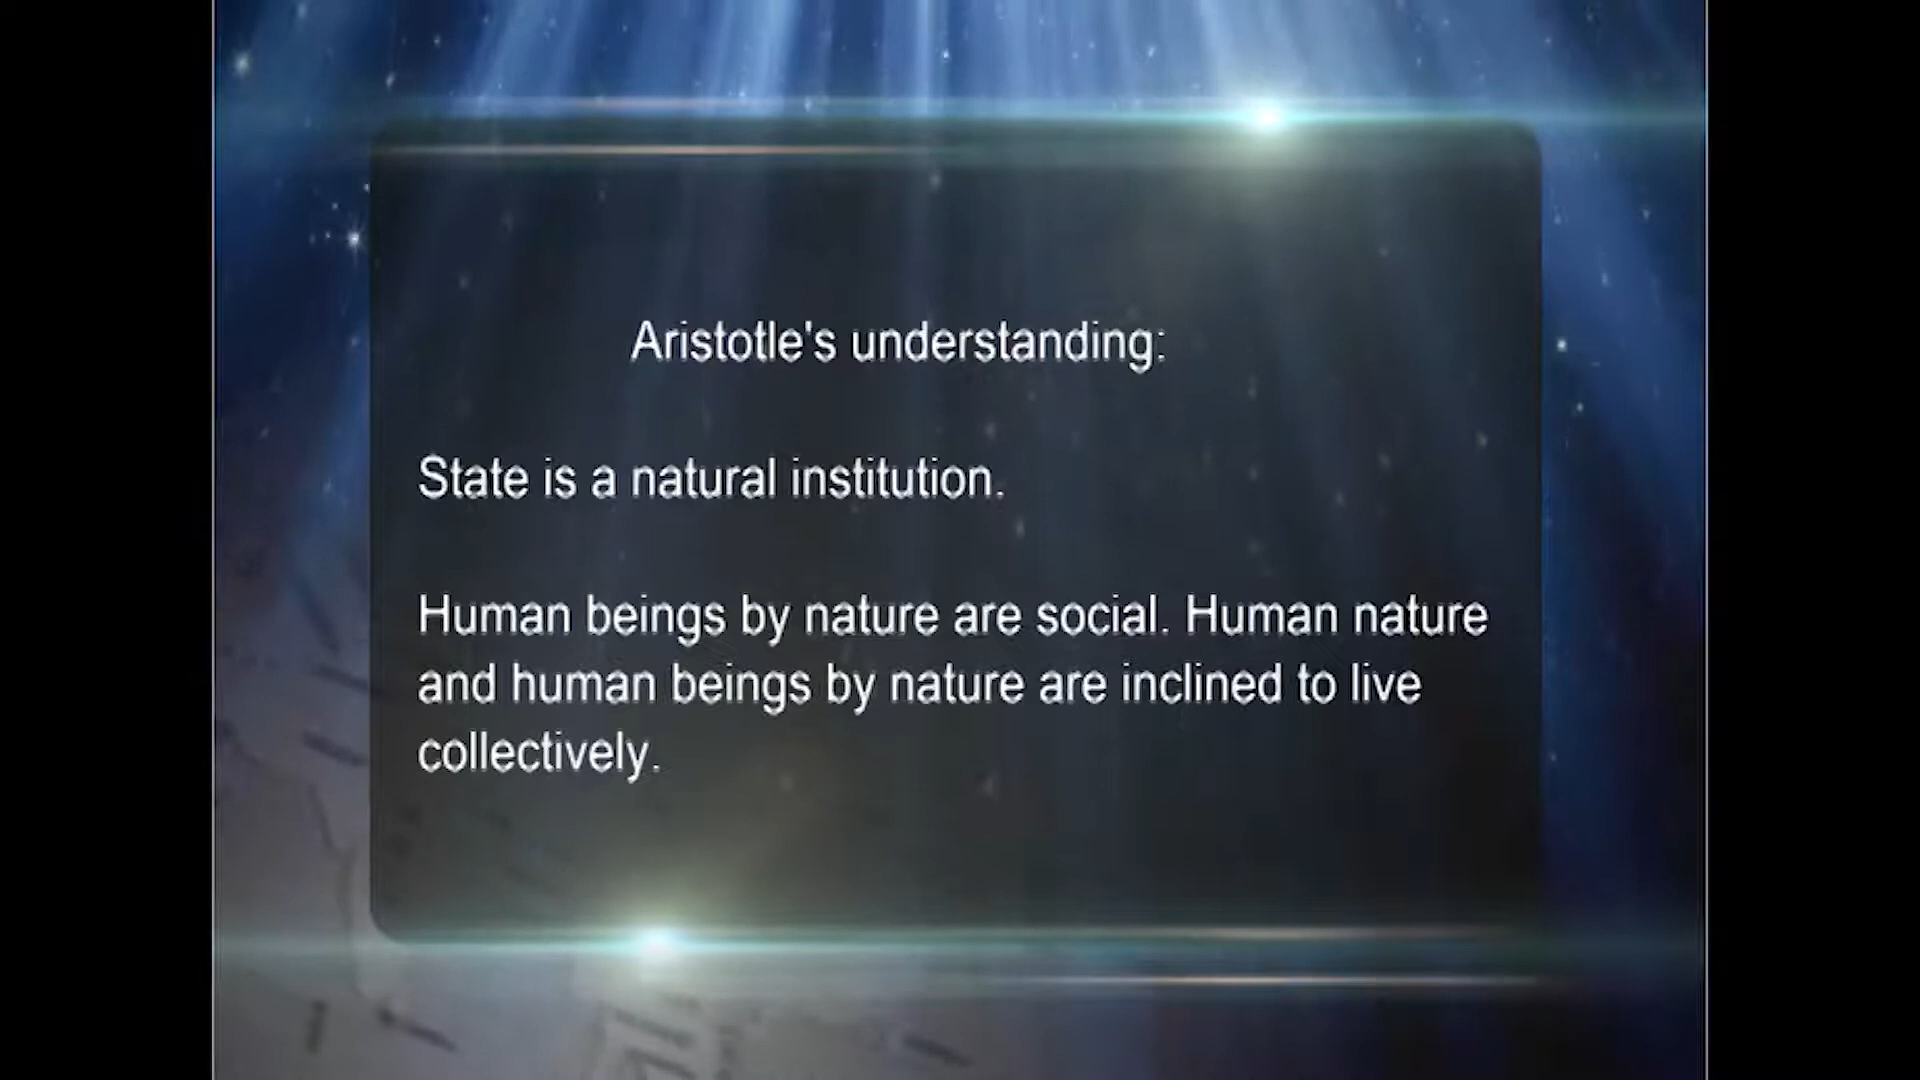 Aristotle's understanding:
State is a natural institution.
Human beings by nature are social. Human nature
and human beings by nature are inclined to live
collectively.